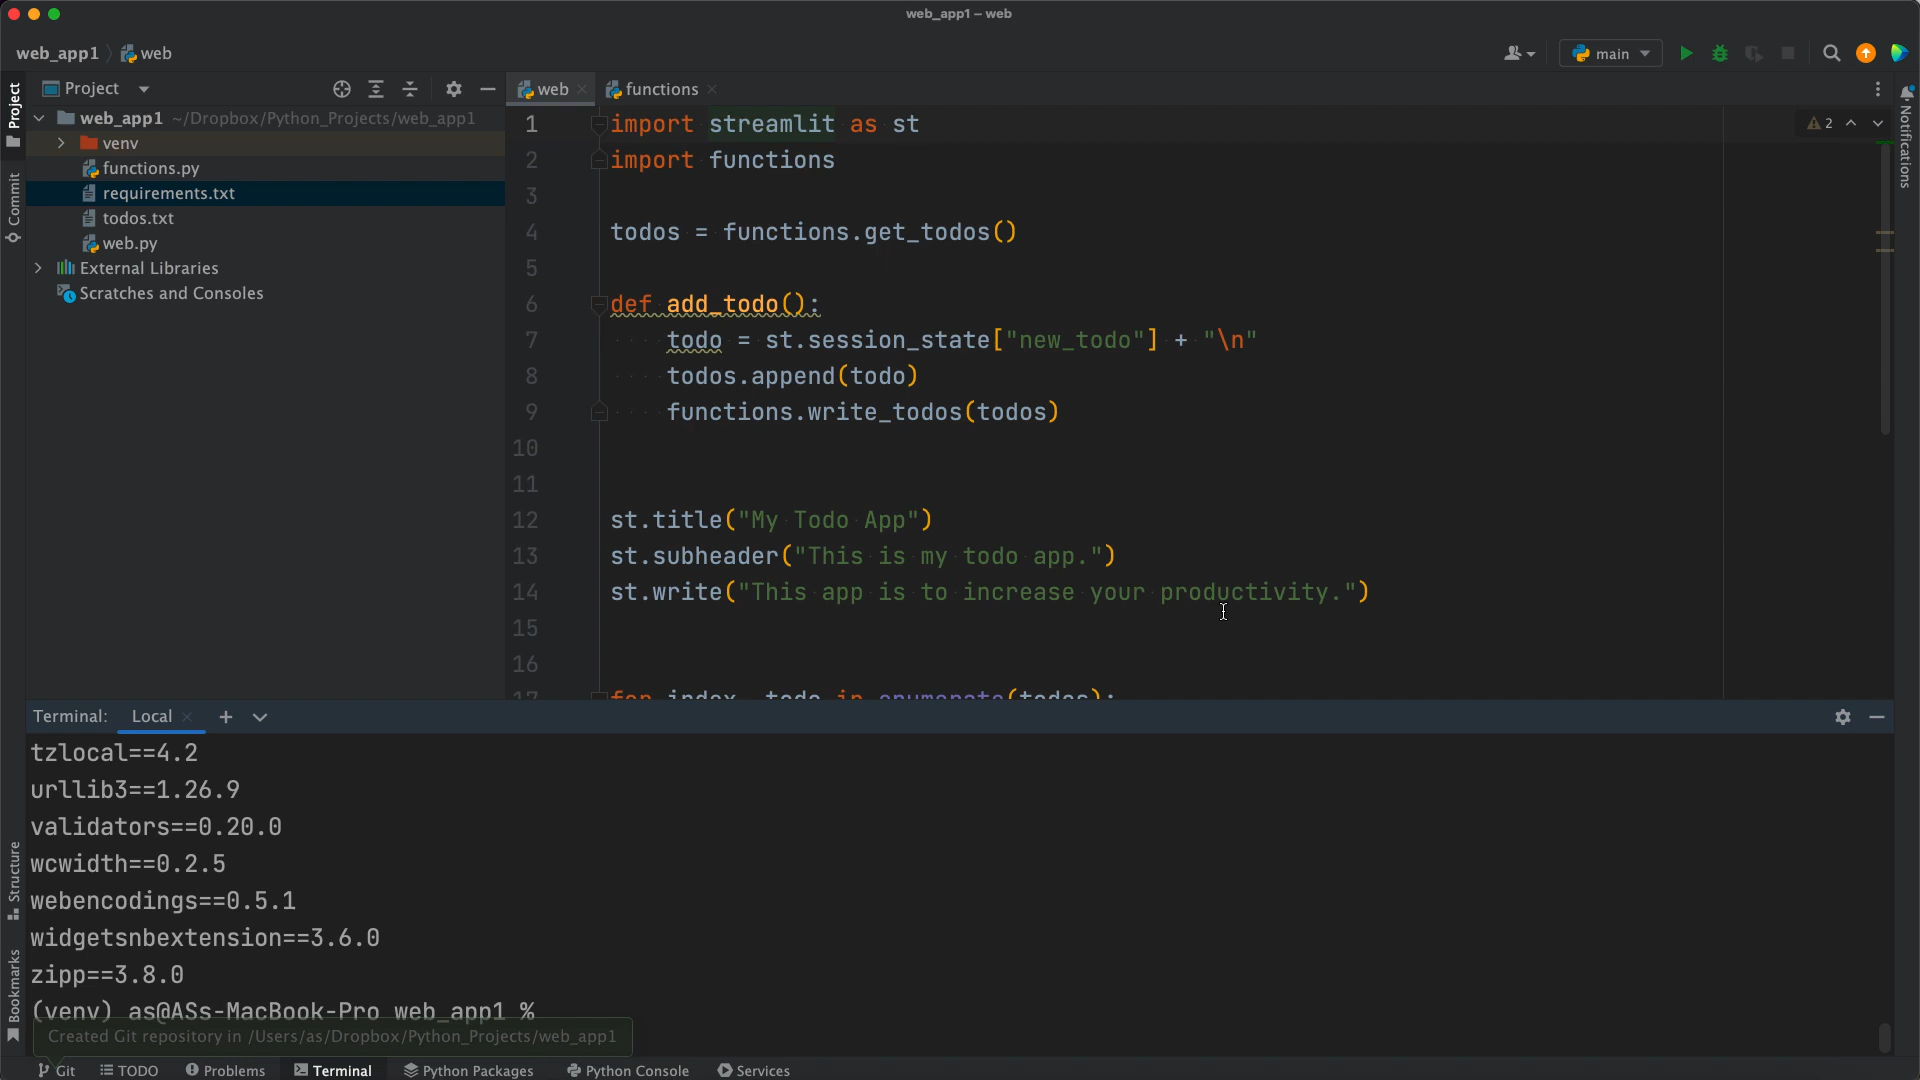 web_app1 – web
web_app1 web
main
Project
Project
Commit
Structure
Bookmarks
Notifications
web_app1 ~/Dropbox/Python_Projects/web_app1
venv
functions.py
requirements.txt
todos.txt
web.py
External Libraries
Scratches and Consoles
web functions
2
1 import streamlit as st
2 import functions
3
4 todos = functions.get_todos()
5
6 def add_todo():
7 todo = st.session_state["new_todo"] + "\n"
8 todos.append(todo)
9 functions.write_todos(todos)
10
11
12 st.title("My Todo App")
13 st.subheader("This is my todo app.")
14 st.write("This app is to increase your productivity.")
15
16
17 for index, todo in enumerate(todos):
Terminal: Local
tzlocal==4.2
urllib3==1.26.9
validators==0.20.0
wcwidth==0.2.5
webencodings==0.5.1
widgetsnbextension==3.6.0
zipp==3.8.0
(venv) as@ASs-MacBook-Pro web_app1 %
Created Git repository in /Users/as/Dropbox/Python_Projects/web_app1
Git TODO Problems Terminal Python Packages Python Console Services